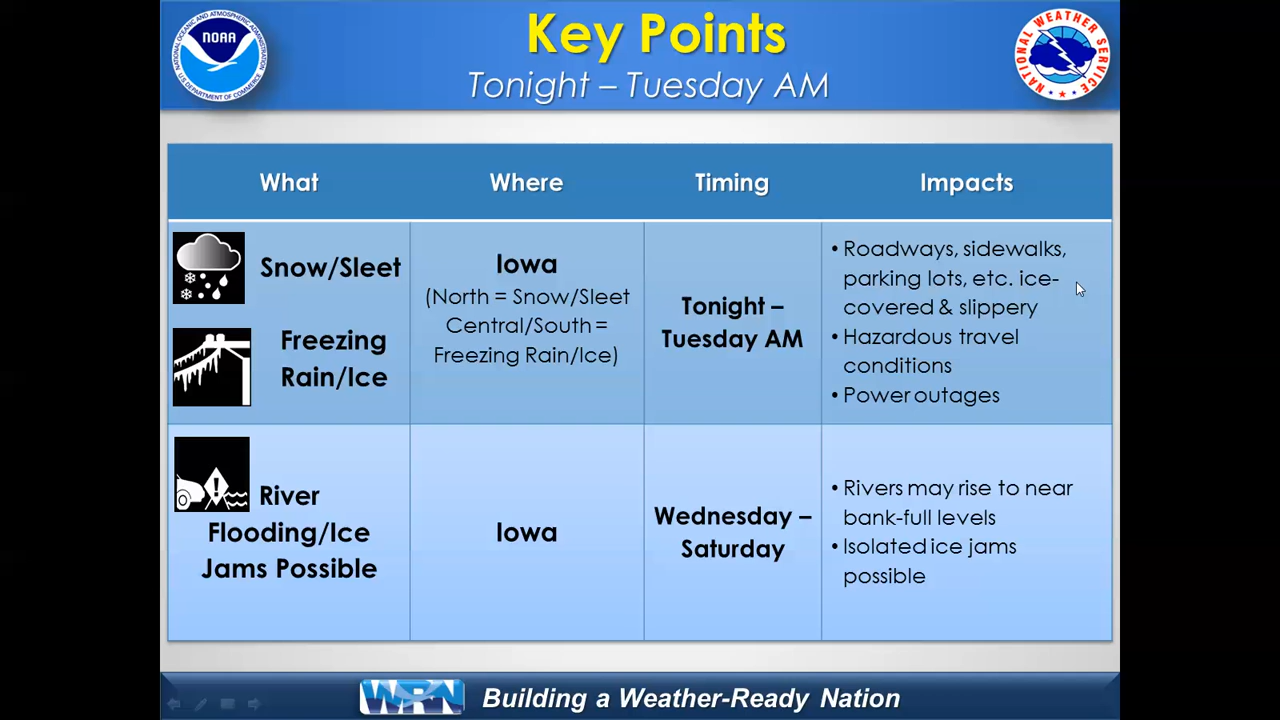 Key Points
Tonight – Tuesday AM
NOAA
NATIONAL OCEANIC AND ATMOSPHERIC ADMINISTRATION
U.S. DEPARTMENT OF COMMERCE
NATIONAL WEATHER SERVICE
What
Where
Timing
Impacts
Snow/Sleet
Freezing
Rain/Ice
Iowa
(North = Snow/Sleet
Central/South =
Freezing Rain/Ice)
Tonight –
Tuesday AM
• Roadways, sidewalks,
parking lots, etc. ice-
covered & slippery
• Hazardous travel
conditions
• Power outages
River
Flooding/Ice
Jams Possible
Iowa
Wednesday –
Saturday
• Rivers may rise to near
bank-full levels
• Isolated ice jams
possible
WRN
Building a Weather-Ready Nation